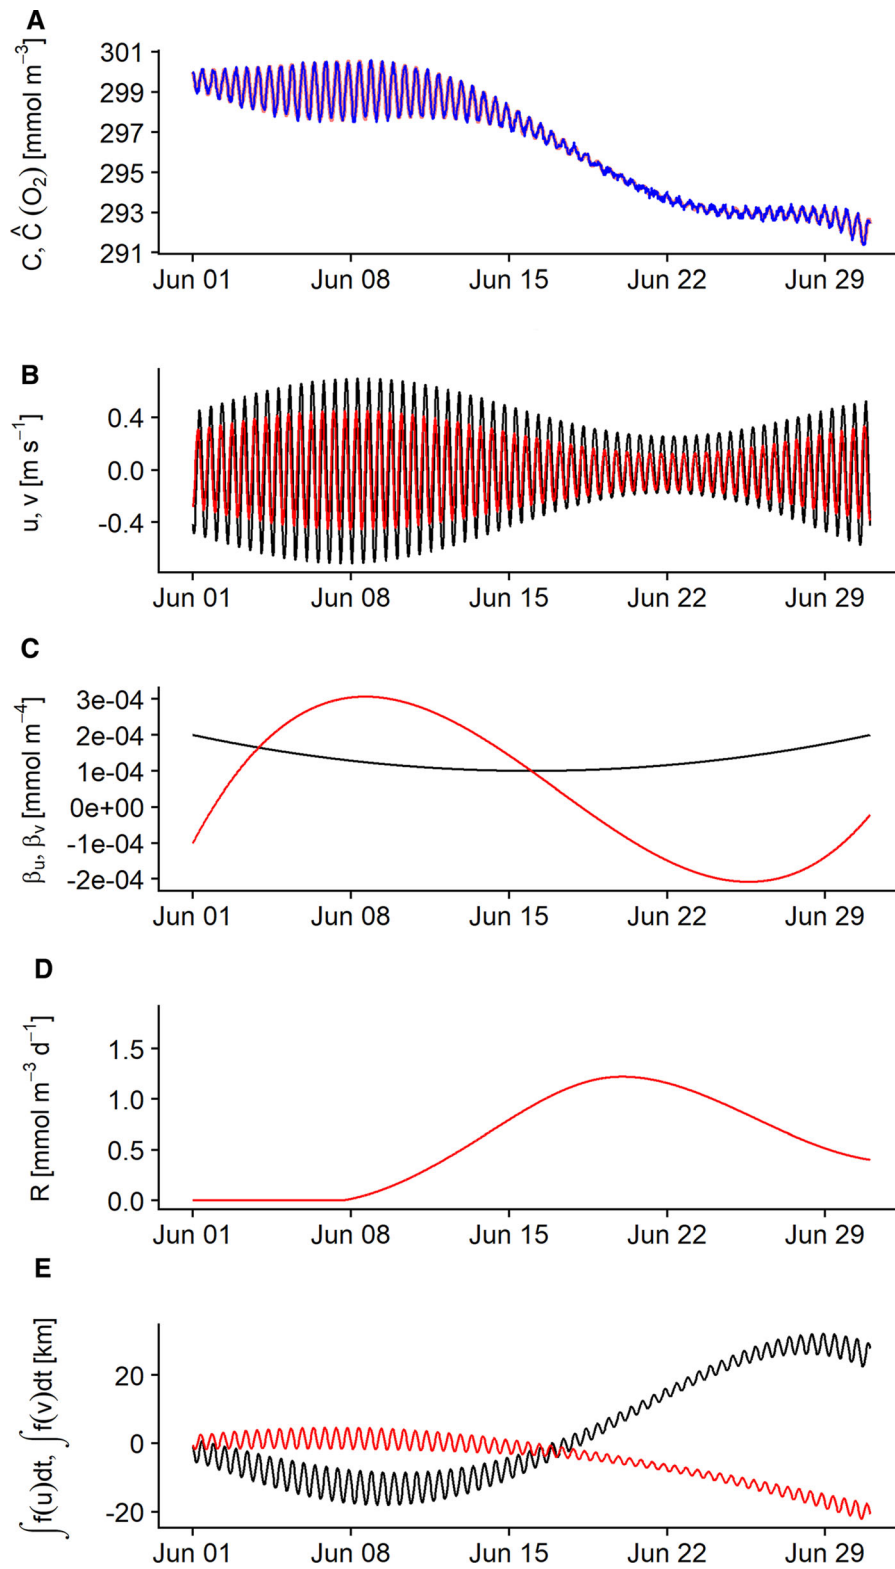 A
C, Ĉ (O₂) [mmol m⁻³]
301
299
297
295
293
291
Jun 01 Jun 08 Jun 15 Jun 22 Jun 29
B
u, v [m s⁻¹]
0.4
0.0
-0.4
Jun 01 Jun 08 Jun 15 Jun 22 Jun 29
C
βᵤ, βᵥ [mmol m⁻⁴]
3e-04
2e-04
1e-04
0e+00
-1e-04
-2e-04
Jun 01 Jun 08 Jun 15 Jun 22 Jun 29
D
R [mmol m⁻³ d⁻¹]
1.5
1.0
0.5
0.0
Jun 01 Jun 08 Jun 15 Jun 22 Jun 29
E
∫f(u)dt, ∫f(v)dt [km]
20
0
-20
Jun 01 Jun 08 Jun 15 Jun 22 Jun 29